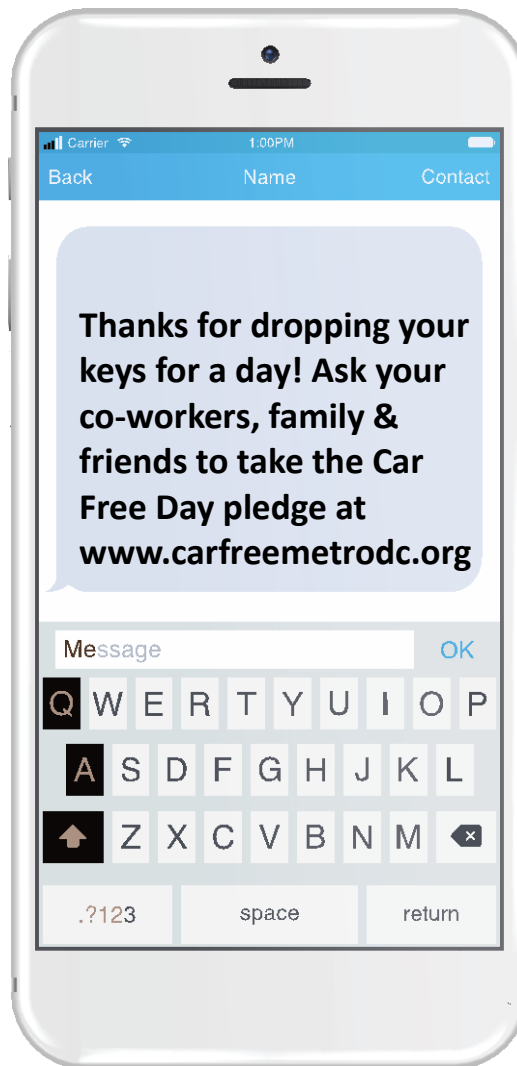 Carrier 1:00PM
Back Name Contact
Thanks for dropping your
keys for a day! Ask your
co-workers, family &
friends to take the Car
Free Day pledge at
www.carfreemetrodc.org
Message OK
Q W E R T Y U I O P
A S D F G H J K L
Z X C V B N M
.?123 space return